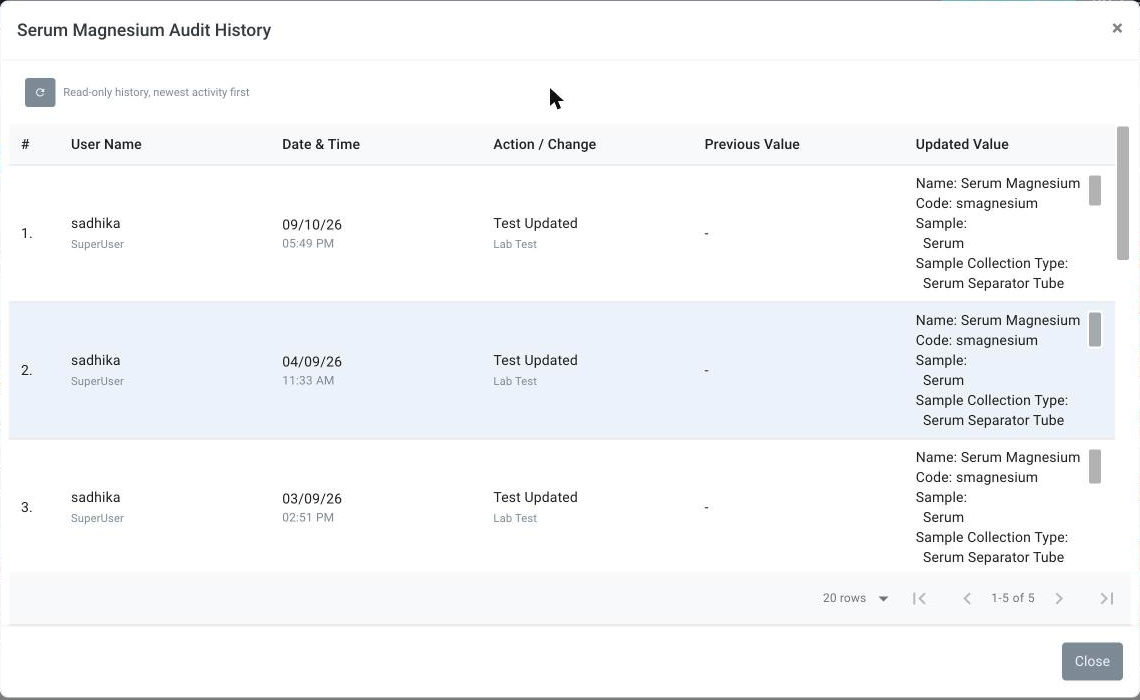 Serum Magnesium Audit History
×
Read-only history, newest activity first
# User Name Date & Time Action / Change Previous Value Updated Value
1. sadhika SuperUser 09/10/26 05:49 PM Test Updated Lab Test - Name: Serum Magnesium
Code: smagnesium
Sample:
Serum
Sample Collection Type:
Serum Separator Tube
2. sadhika SuperUser 04/09/26 11:33 AM Test Updated Lab Test - Name: Serum Magnesium
Code: smagnesium
Sample:
Serum
Sample Collection Type:
Serum Separator Tube
3. sadhika SuperUser 03/09/26 02:51 PM Test Updated Lab Test - Name: Serum Magnesium
Code: smagnesium
Sample:
Serum
Sample Collection Type:
Serum Separator Tube
20 rows 1-5 of 5
Close